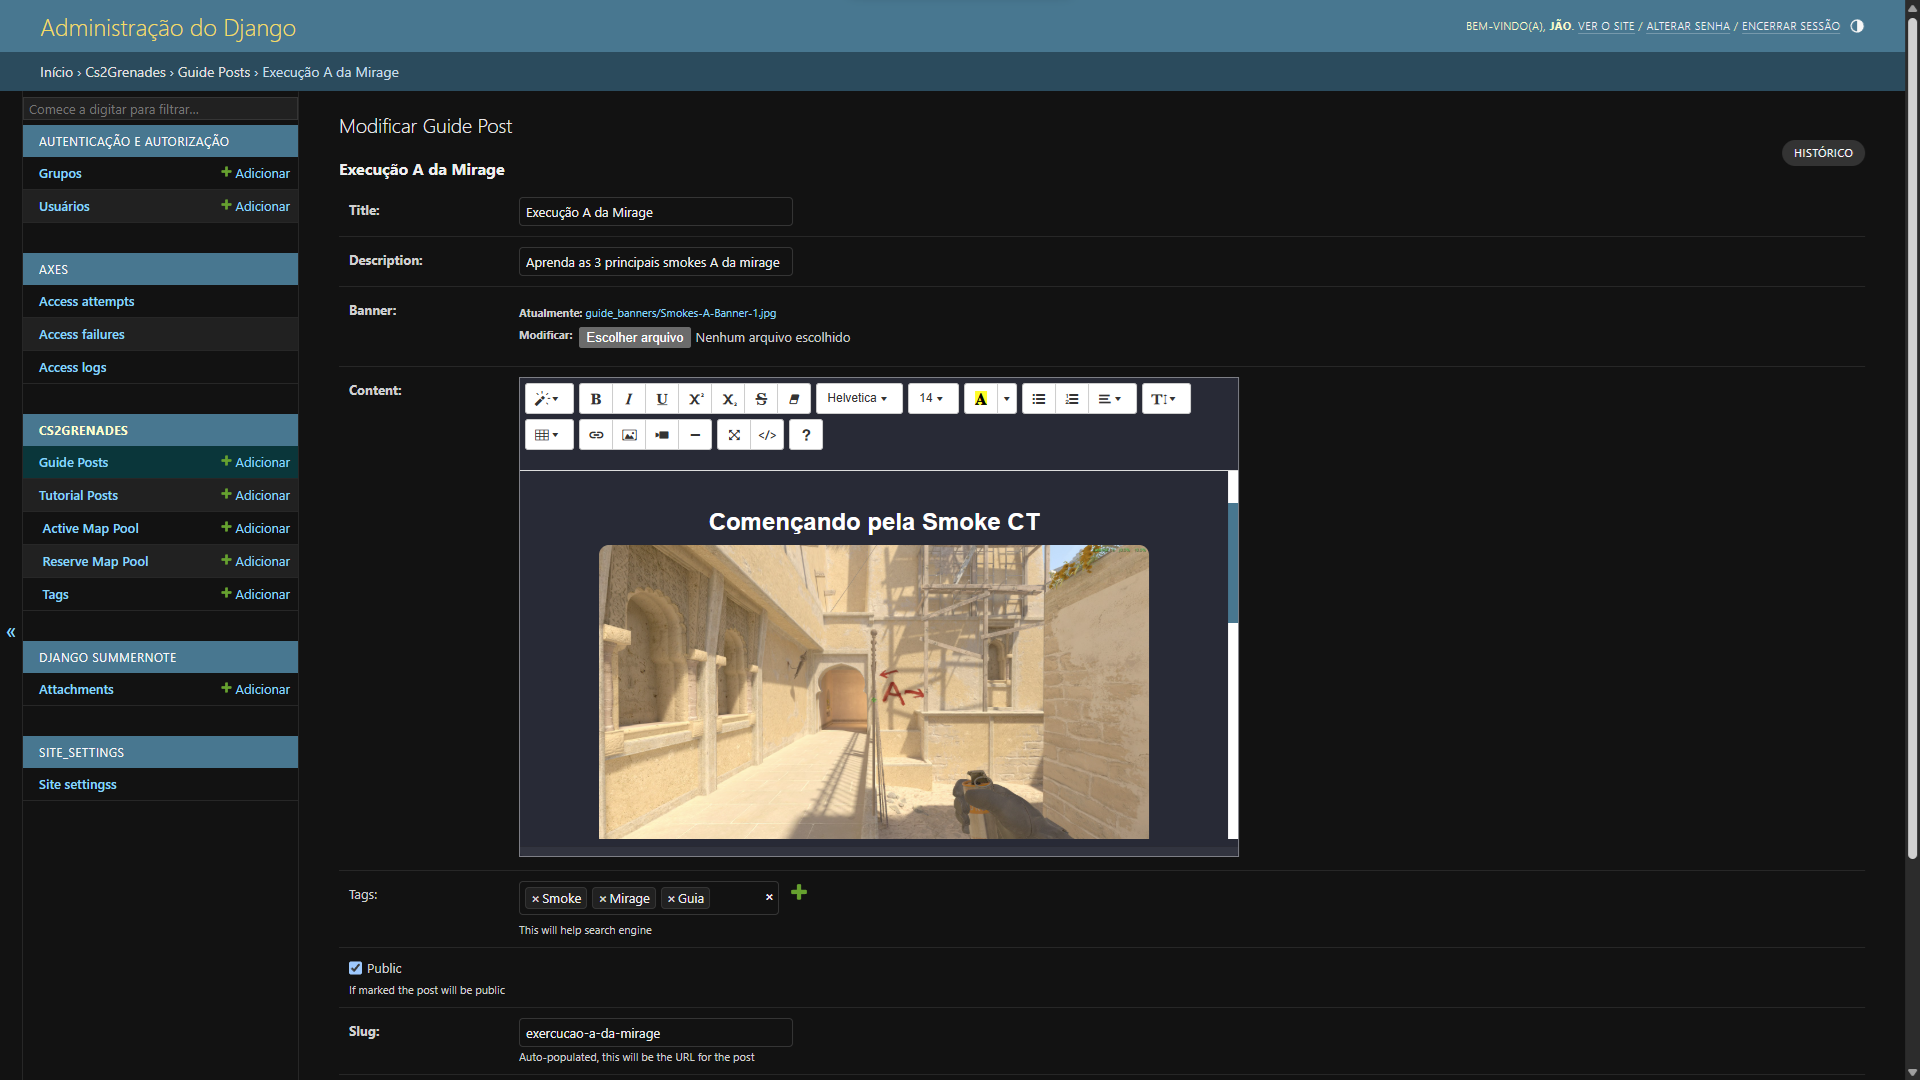 Administração do Django
BEM-VINDO(A), JÃO. VER O SITE / ALTERAR SENHA / ENCERRAR SESSÃO
Início › Cs2Grenades › Guide Posts › Execução A da Mirage
Comece a digitar para filtrar...
AUTENTICAÇÃO E AUTORIZAÇÃO
Grupos Adicionar
Usuários Adicionar
AXES
Access attempts
Access failures
Access logs
CS2GRENADES
Guide Posts Adicionar
Tutorial Posts Adicionar
Active Map Pool Adicionar
Reserve Map Pool Adicionar
Tags Adicionar
DJANGO SUMMERNOTE
Attachments Adicionar
SITE_SETTINGS
Site settingss
«
Modificar Guide Post
HISTÓRICO
Execução A da Mirage
Title: Execução A da Mirage
Description: Aprenda as 3 principais smokes A da mirage
Banner: Atualmente: guide_banners/Smokes-A-Banner-1.jpg
Modificar: Escolher arquivo Nenhum arquivo escolhido
Content:
B I U X² X₂ S Helvetica 14 A T
</> ?
Começando pela Smoke CT
A
Tags: × Smoke × Mirage × Guia ×
This will help search engine
Public
If marked the post will be public
Slug: exercucao-a-da-mirage
Auto-populated, this will be the URL for the post